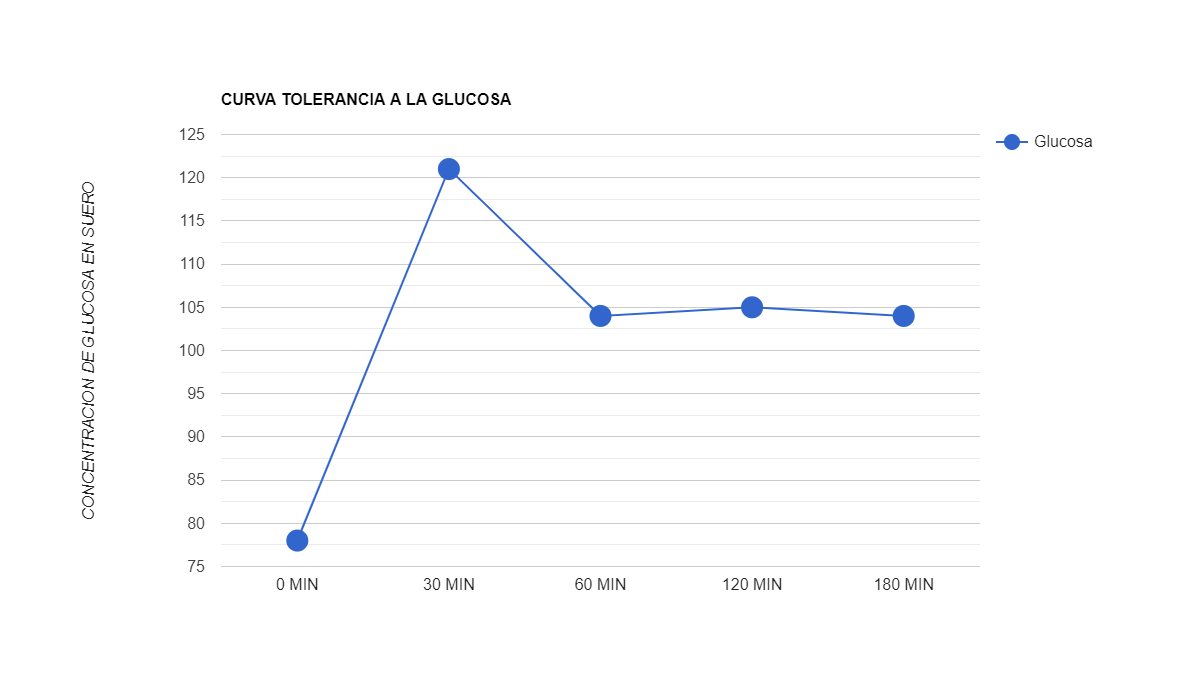 CURVA TOLERANCIA A LA GLUCOSA
Glucosa
CONCENTRACION DE GLUCOSA EN SUERO
125
120
115
110
105
100
95
90
85
80
75
0 MIN
30 MIN
60 MIN
120 MIN
180 MIN